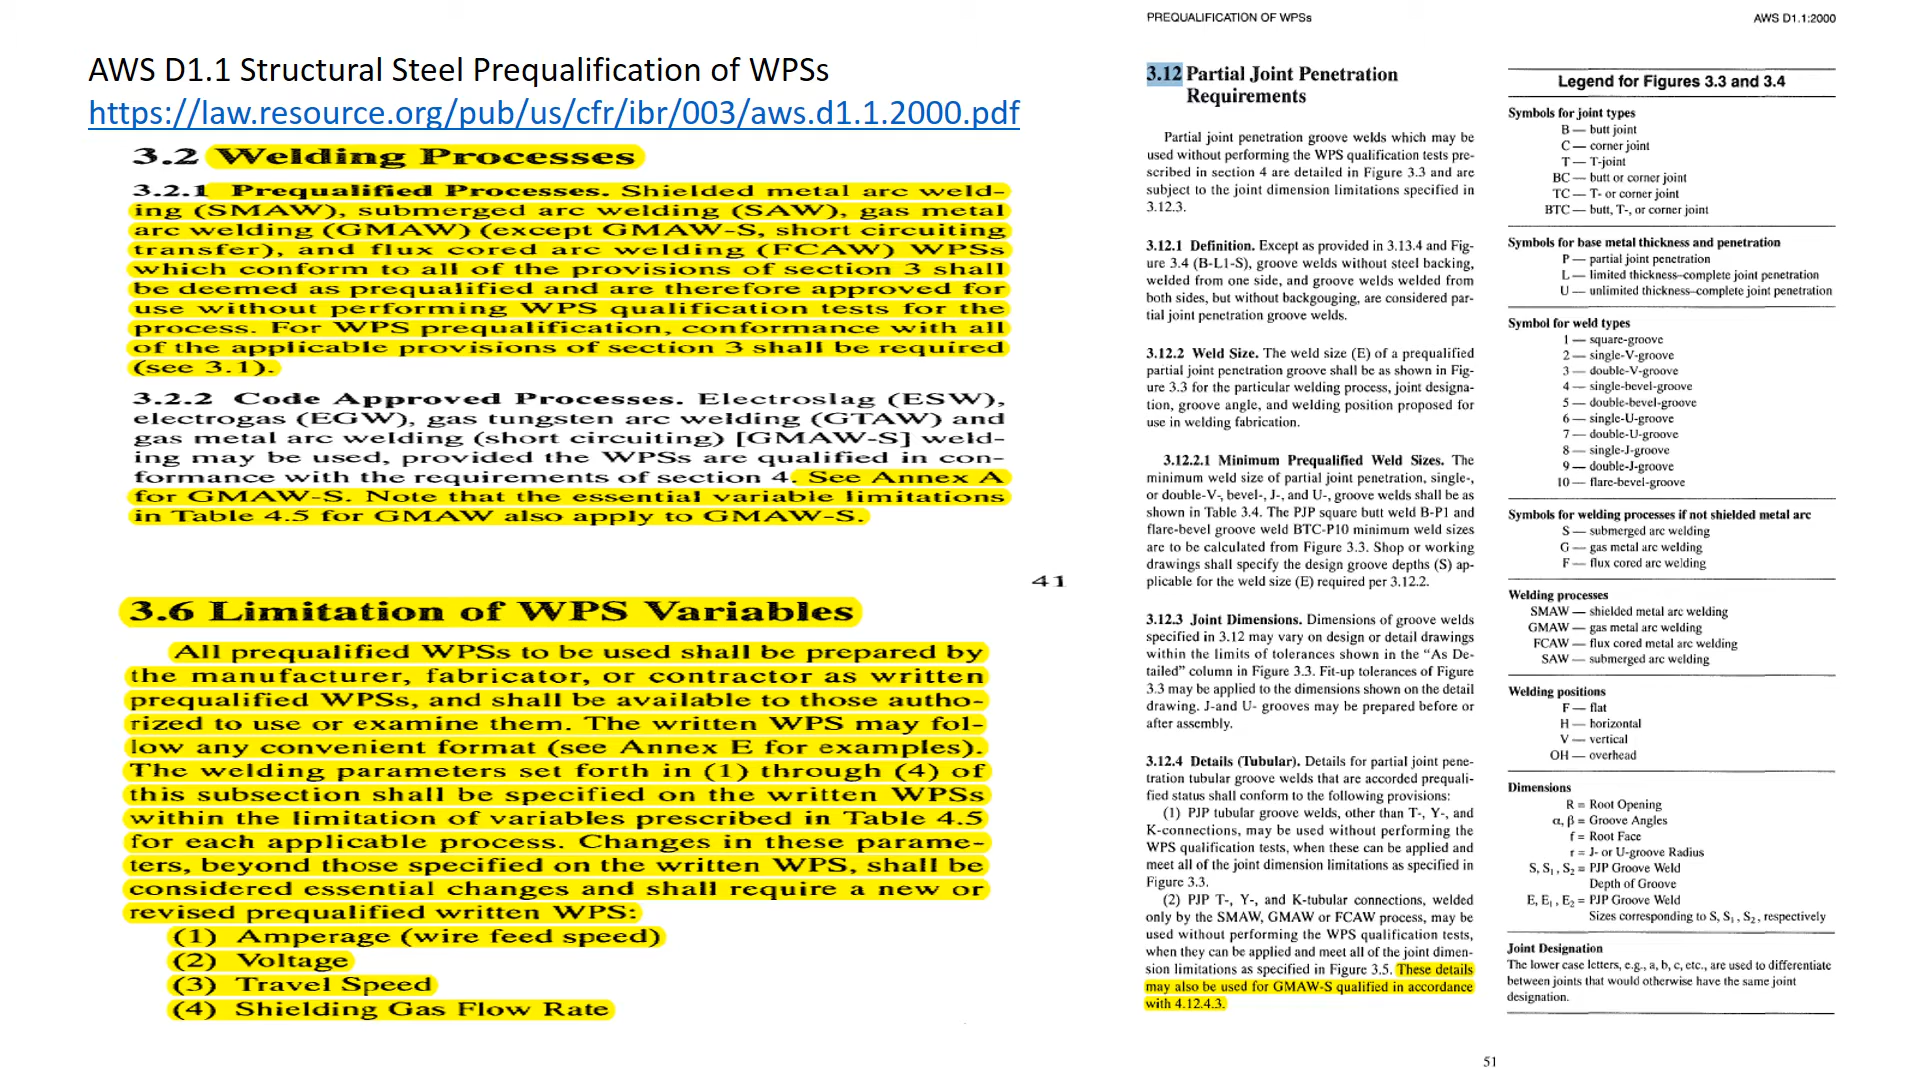 AWS D1.1 Structural Steel Prequalification of WPSs
https://law.resource.org/pub/us/cfr/ibr/003/aws.d1.1.2000.pdf
3.2 Welding Processes
3.2.1 Prequalified Processes. Shielded metal arc weld-
ing (SMAW), submerged arc welding (SAW), gas metal
arc welding (GMAW) (except GMAW-S, short circuiting
transfer), and flux cored arc welding (FCAW) WPSs
which conform to all of the provisions of section 3 shall
be deemed as prequalified and are therefore approved for
use without performing WPS qualification tests for the
process. For WPS prequalification, conformance with all
of the applicable provisions of section 3 shall be required
(see 3.1).
3.2.2 Code Approved Processes. Electroslag (ESW),
electrogas (EGW), gas tungsten arc welding (GTAW) and
gas metal arc welding (short circuiting) [GMAW-S] weld-
ing may be used, provided the WPSs are qualified in con-
formance with the requirements of section 4. See Annex A
for GMAW-S. Note that the essential variable limitations
in Table 4.5 for GMAW also apply to GMAW-S.
41
3.6 Limitation of WPS Variables
All prequalified WPSs to be used shall be prepared by
the manufacturer, fabricator, or contractor as written
prequalified WPSs, and shall be available to those autho-
rized to use or examine them. The written WPS may fol-
low any convenient format (see Annex E for examples).
The welding parameters set forth in (1) through (4) of
this subsection shall be specified on the written WPSs
within the limitation of variables prescribed in Table 4.5
for each applicable process. Changes in these parame-
ters, beyond those specified on the written WPS, shall be
considered essential changes and shall require a new or
revised prequalified written WPS:
(1) Amperage (wire feed speed)
(2) Voltage
(3) Travel Speed
(4) Shielding Gas Flow Rate
PREQUALIFICATION OF WPSs
AWS D1.1:2000
3.12 Partial Joint Penetration
Requirements
Partial joint penetration groove welds which may be
used without performing the WPS qualification tests pre-
scribed in section 4 are detailed in Figure 3.3 and are
subject to the joint dimension limitations specified in
3.12.3.
3.12.1 Definition. Except as provided in 3.13.4 and Fig-
ure 3.4 (B-L1-S), groove welds without steel backing,
welded from one side, and groove welds welded from
both sides, but without backgouging, are considered par-
tial joint penetration groove welds.
3.12.2 Weld Size. The weld size (E) of a prequalified
partial joint penetration groove shall be as shown in Fig-
ure 3.3 for the particular welding process, joint designa-
tion, groove angle, and welding position proposed for
use in welding fabrication.
3.12.2.1 Minimum Prequalified Weld Sizes. The
minimum weld size of partial joint penetration, single-,
or double-V-, bevel-, J-, and U-, groove welds shall be as
shown in Table 3.4. The PJP square butt weld B-P1 and
flare-bevel groove weld BTC-P10 minimum weld sizes
are to be calculated from Figure 3.3. Shop or working
drawings shall specify the design groove depths (S) ap-
plicable for the weld size (E) required per 3.12.2.
3.12.3 Joint Dimensions. Dimensions of groove welds
specified in 3.12 may vary on design or detail drawings
within the limits of tolerances shown in the “As De-
tailed” column in Figure 3.3. Fit-up tolerances of Figure
3.3 may be applied to the dimensions shown on the detail
drawing. J-and U- grooves may be prepared before or
after assembly.
3.12.4 Details (Tubular). Details for partial joint pene-
tration tubular groove welds that are accorded prequali-
fied status shall conform to the following provisions:
(1) PJP tubular groove welds, other than T-, Y-, and
K-connections, may be used without performing the
WPS qualification tests, when these can be applied and
meet all of the joint dimension limitations as specified in
Figure 3.3.
(2) PJP T-, Y-, and K-tubular connections, welded
only by the SMAW, GMAW or FCAW process, may be
used without performing the WPS qualification tests,
when they can be applied and meet all of the joint dimen-
sion limitations as specified in Figure 3.5. These details
may also be used for GMAW-S qualified in accordance
with 4.12.4.3.
Legend for Figures 3.3 and 3.4
Symbols for joint types
B — butt joint
C — corner joint
T — T-joint
BC — butt or corner joint
TC — T- or corner joint
BTC — butt, T-, or corner joint
Symbols for base metal thickness and penetration
P — partial joint penetration
L — limited thickness–complete joint penetration
U — unlimited thickness–complete joint penetration
Symbol for weld types
1 — square-groove
2 — single-V-groove
3 — double-V-groove
4 — single-bevel-groove
5 — double-bevel-groove
6 — single-U-groove
7 — double-U-groove
8 — single-J-groove
9 — double-J-groove
10 — flare-bevel-groove
Symbols for welding processes if not shielded metal arc
S — submerged arc welding
G — gas metal arc welding
F — flux cored arc welding
Welding processes
SMAW — shielded metal arc welding
GMAW — gas metal arc welding
FCAW — flux cored metal arc welding
SAW — submerged arc welding
Welding positions
F — flat
H — horizontal
V — vertical
OH — overhead
Dimensions
R = Root Opening
α, β = Groove Angles
f = Root Face
r = J- or U-groove Radius
S, S₁, S₂ = PJP Groove Weld
Depth of Groove
E, E₁, E₂ = PJP Groove Weld
Sizes corresponding to S, S₁, S₂, respectively
Joint Designation
The lower case letters, e.g., a, b, c, etc., are used to differentiate
between joints that would otherwise have the same joint
designation.
51